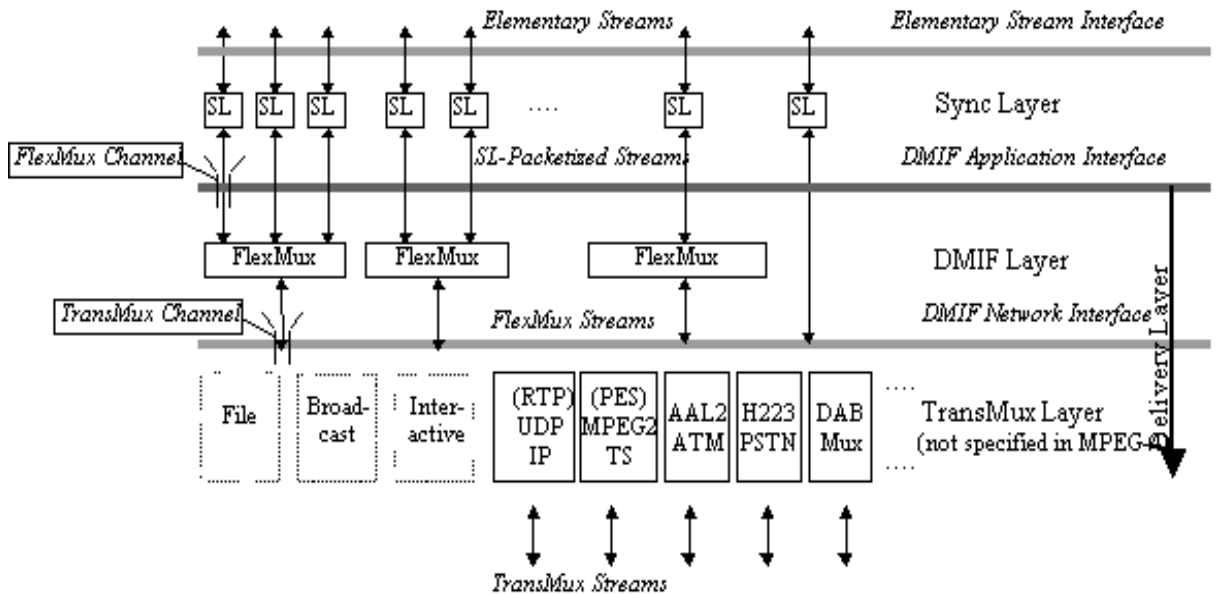 Elementary Streams
Elementary Stream Interface
SL
SL
SL
SL
SL
....
SL
SL
Sync Layer
FlexMux Channel
SL-Packetized Streams
DMIF Application Interface
FlexMux
FlexMux
FlexMux
DMIF Layer
TransMux Channel
FlexMux Streams
DMIF Network Interface
Delivery Layer
File
Broad-
cast
Inter-
active
(RTP)
UDP
IP
(PES)
MPEG2
TS
AAL2
ATM
H223
PSTN
DAB
Mux
....
....
TransMux Layer
(not specified in MPEG
TransMux Streams